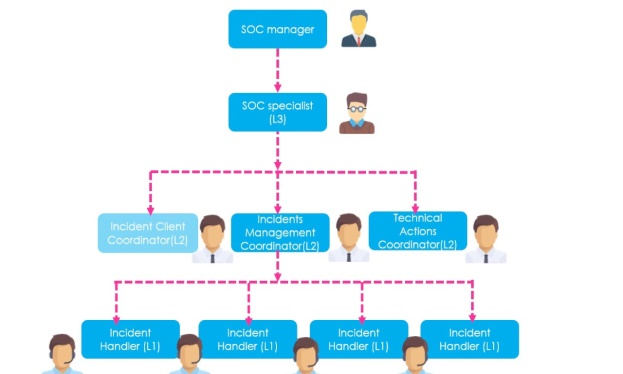 SOC manager
SOC specialist
(L3)
Incident Client
Coordinator(L2)
Incidents
Management
Coordinator(L2)
Technical
Actions
Coordinator(L2)
Incident
Handler (L1)
Incident
Handler (L1)
Incident
Handler (L1)
Incident
Handler (L1)